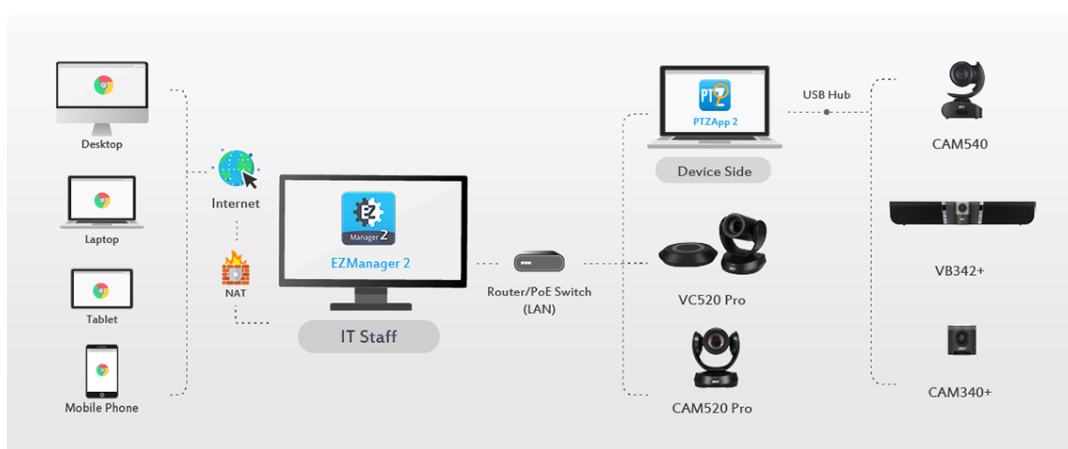 Desktop
Laptop
Tablet
Mobile Phone
Internet
NAT
EZ
Manager 2
EZManager 2
IT Staff
Router/PoE Switch
(LAN)
PTZ
PTZApp 2
Device Side
VC520 Pro
CAM520 Pro
USB Hub
CAM540
VB342+
CAM340+